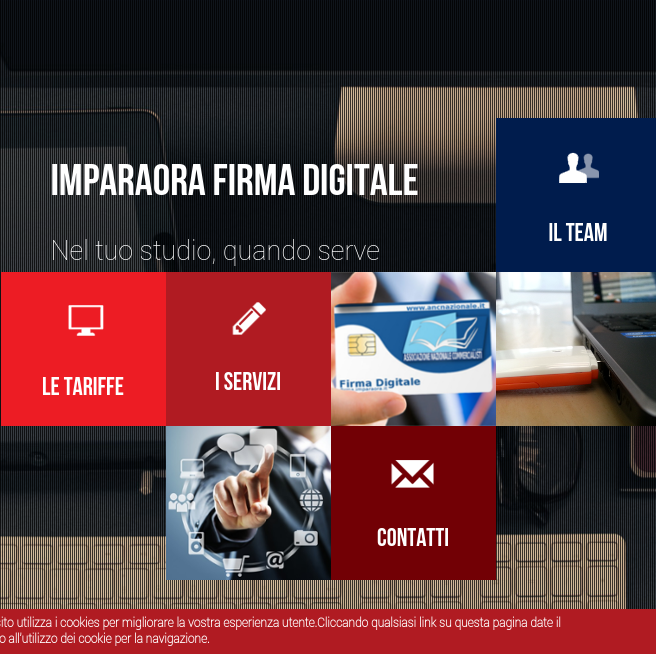 IMPARAORA FIRMA DIGITALE
Nel tuo studio, quando serve
IL TEAM
LE TARIFFE
I SERVIZI
www.ancnazionale.it
ASSOCIAZIONE NAZIONALE COMMERCIALISTI
Firma Digitale
CONTATTI
utilizza i cookies per migliorare la vostra esperienza utente.Cliccando qualsiasi link su questa pagina date il
all'utilizzo dei cookie per la navigazione.